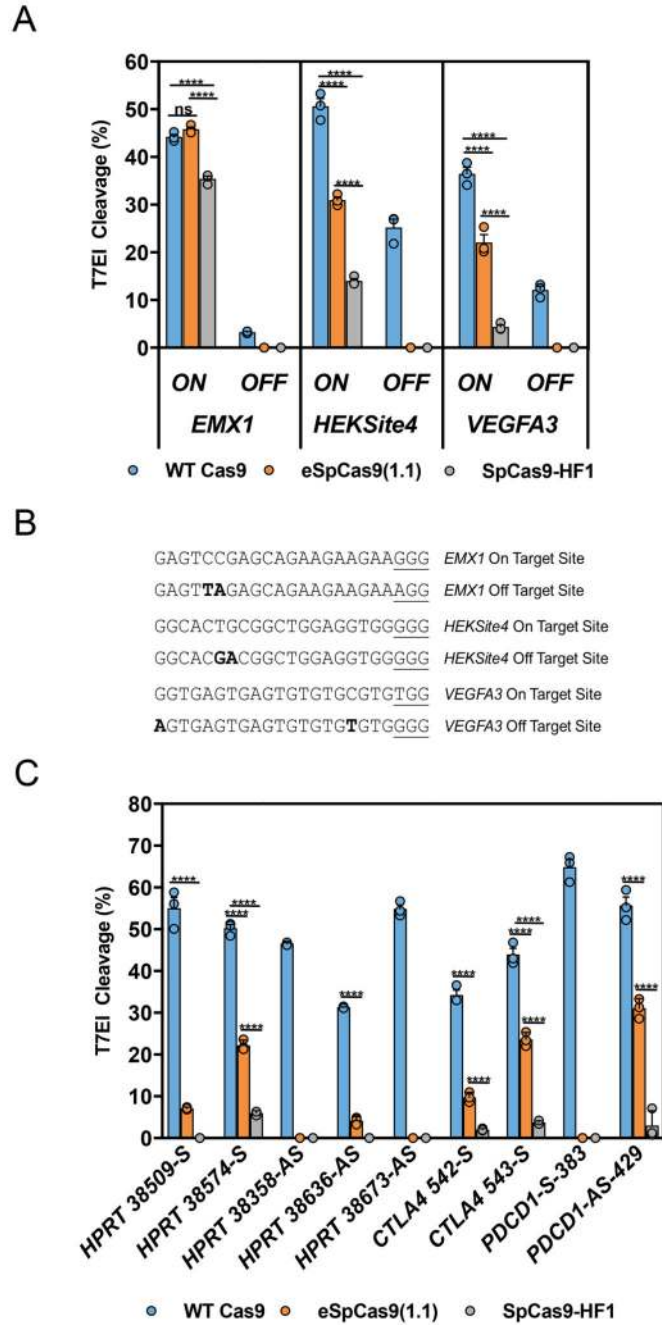 A
**** **** **** ****
**** **** **** ****
ns **** ****
60
50
40
30
20
10
0
T7EI Cleavage (%)
ON OFF ON OFF ON OFF
EMX1 HEKSite4 VEGFA3
WT Cas9 eSpCas9(1.1) SpCas9-HF1
B
GAGTCCGAGCAGAAGAAGAAGGG EMX1 On Target Site
GAGTTAGAGCAGAAGAAGAAAGG EMX1 Off Target Site
GGCACTGCGGCTGGAGGTGGGGG HEKSite4 On Target Site
GGCACGACGGCTGGAGGTGGGGG HEKSite4 Off Target Site
GGTGAGTGAGTGTGTGCGTGTGG VEGFA3 On Target Site
AGTGAGTGAGTGTGTGTGTGGGG VEGFA3 Off Target Site
C
80
70
60
50
40
30
20
10
0
T7EI Cleavage (%)
**** **** **** **** **** **** **** **** **** **** **** ****
HPRT 38509-S
HPRT 38574-S
HPRT 38358-AS
HPRT 38636-AS
HPRT 38673-AS
CTLA4 542-S
CTLA4 543-S
PDCD1-S-383
PDCD1-AS-429
WT Cas9 eSpCas9(1.1) SpCas9-HF1